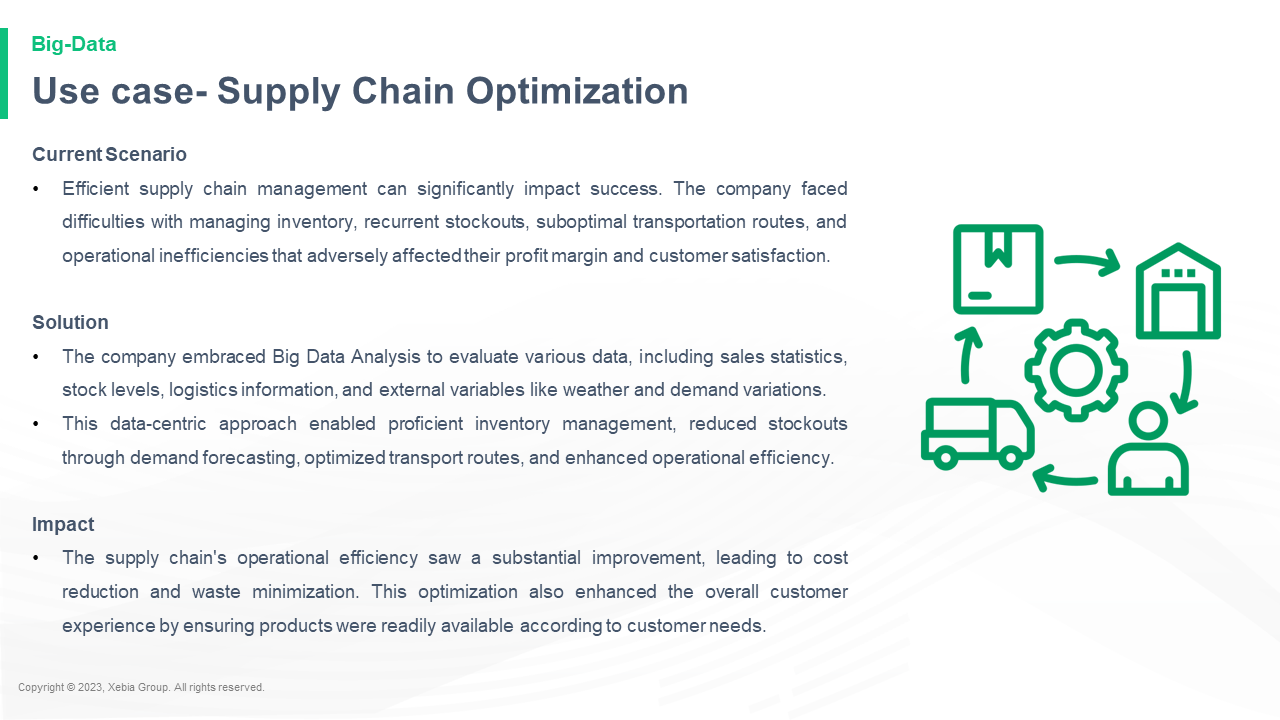 Big-Data
Use case- Supply Chain Optimization
Current Scenario
• Efficient supply chain management can significantly impact success. The company faced
difficulties with managing inventory, recurrent stockouts, suboptimal transportation routes, and
operational inefficiencies that adversely affected their profit margin and customer satisfaction.
Solution
• The company embraced Big Data Analysis to evaluate various data, including sales statistics,
stock levels, logistics information, and external variables like weather and demand variations.
• This data-centric approach enabled proficient inventory management, reduced stockouts
through demand forecasting, optimized transport routes, and enhanced operational efficiency.
Impact
• The supply chain's operational efficiency saw a substantial improvement, leading to cost
reduction and waste minimization. This optimization also enhanced the overall customer
experience by ensuring products were readily available according to customer needs.
Copyright © 2023, Xebia Group. All rights reserved.